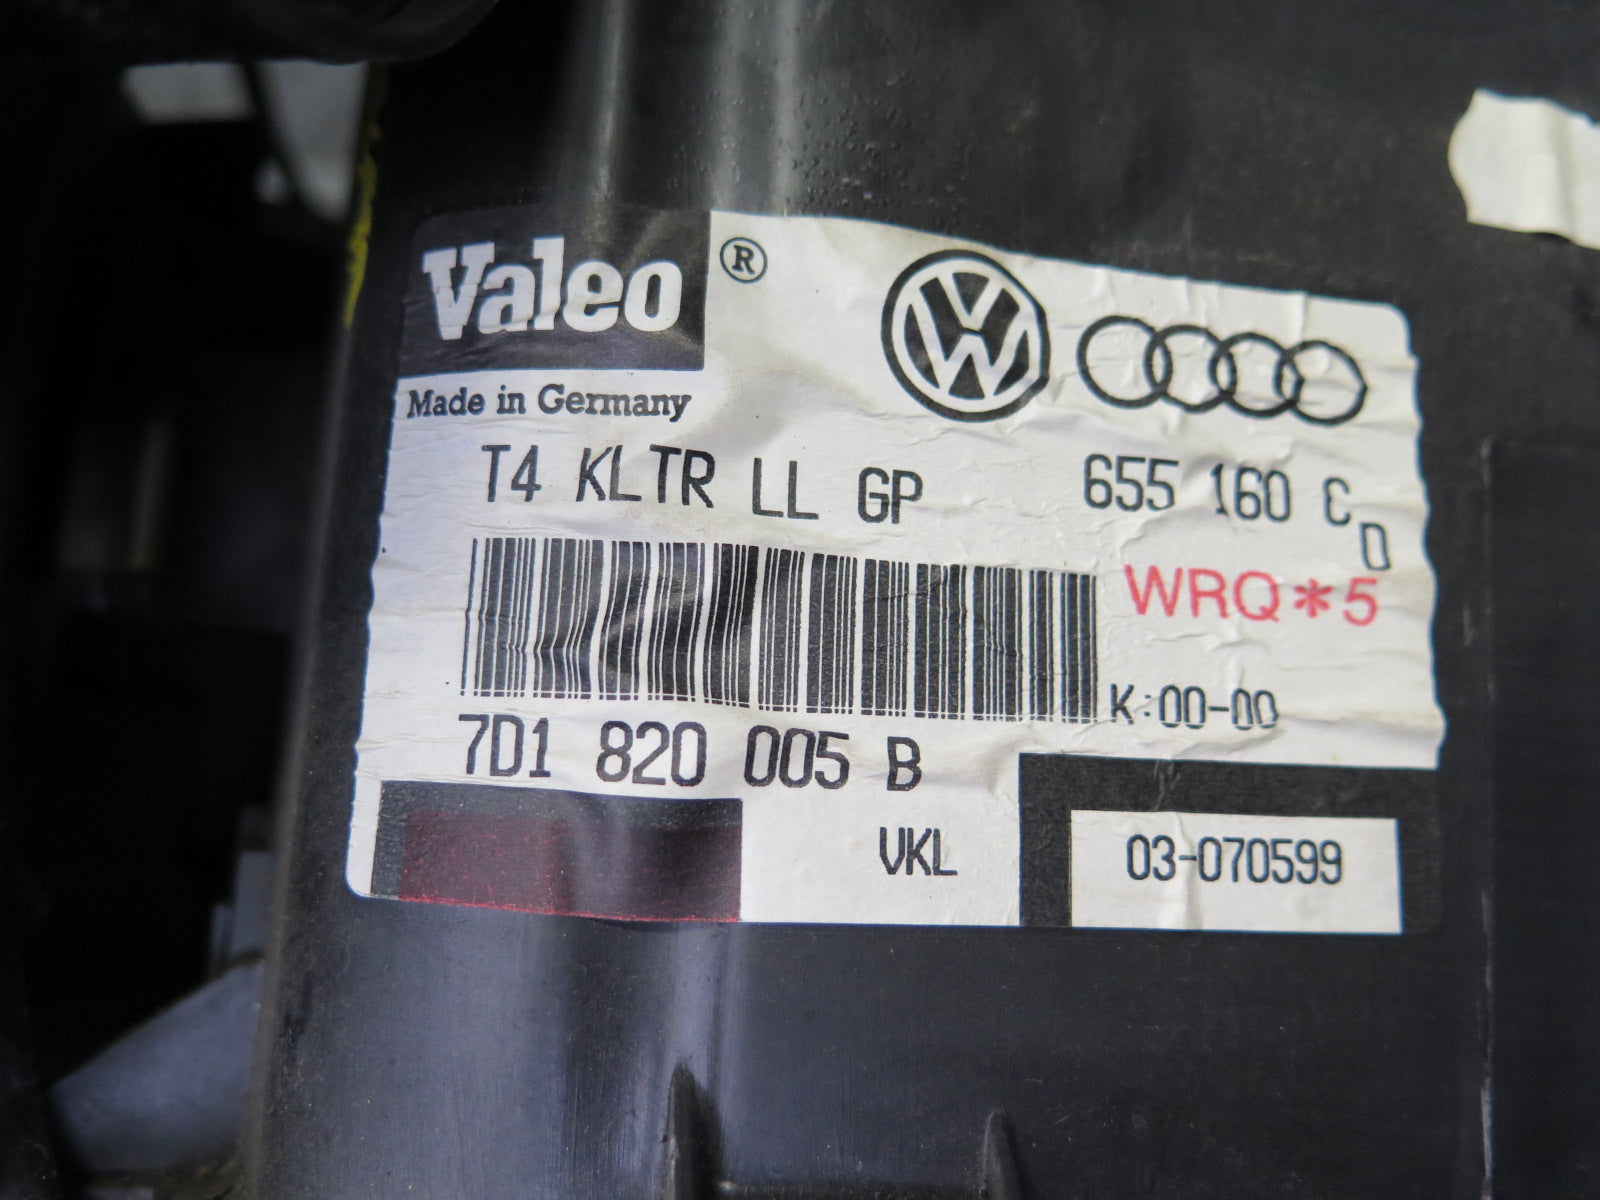 Valeo ®
Made in Germany
T4 KLTR LL GP 655 160 C
D
WRQ*5
K:00-00
7D1 820 005 B
VKL
03-070599